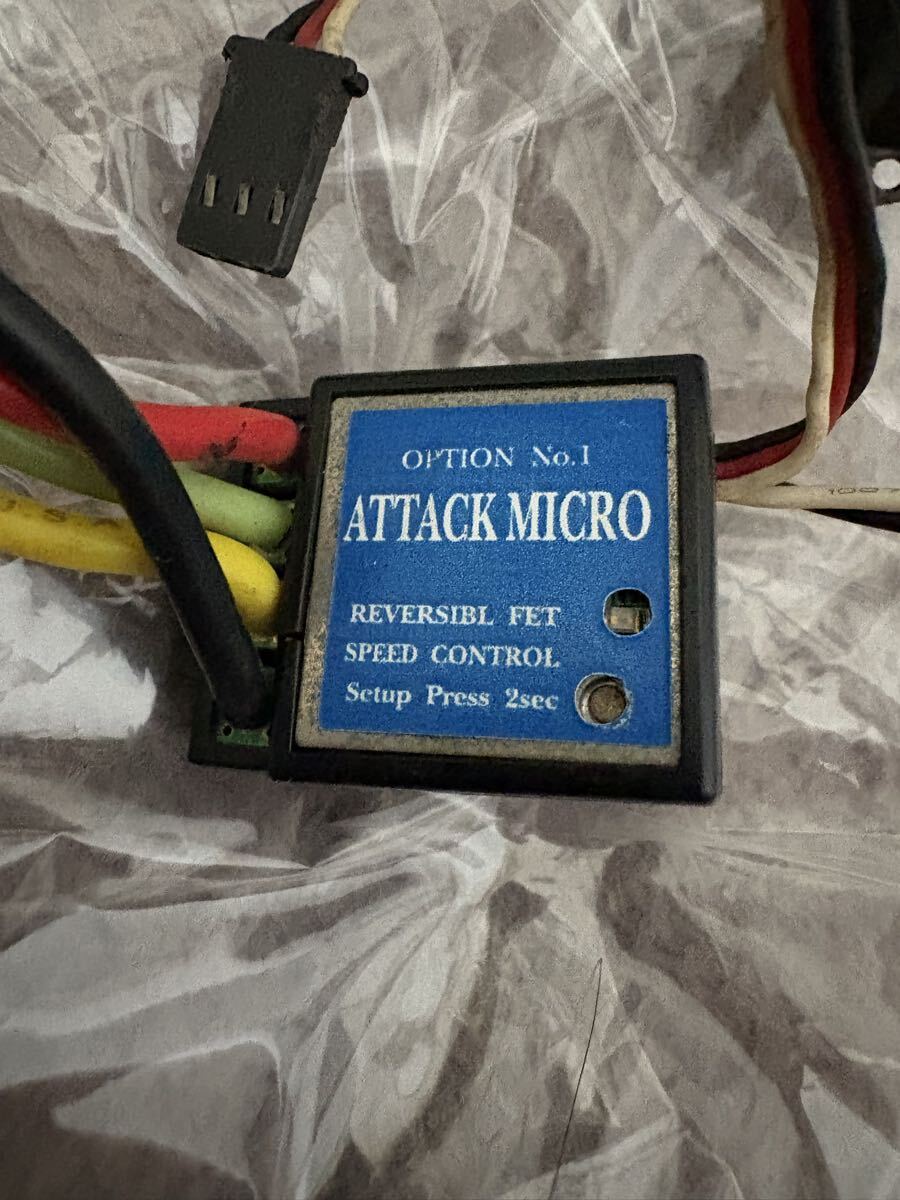 OPTION No.1
ATTACK MICRO
REVERSIBL FET
SPEED CONTROL
Setup Press 2sec